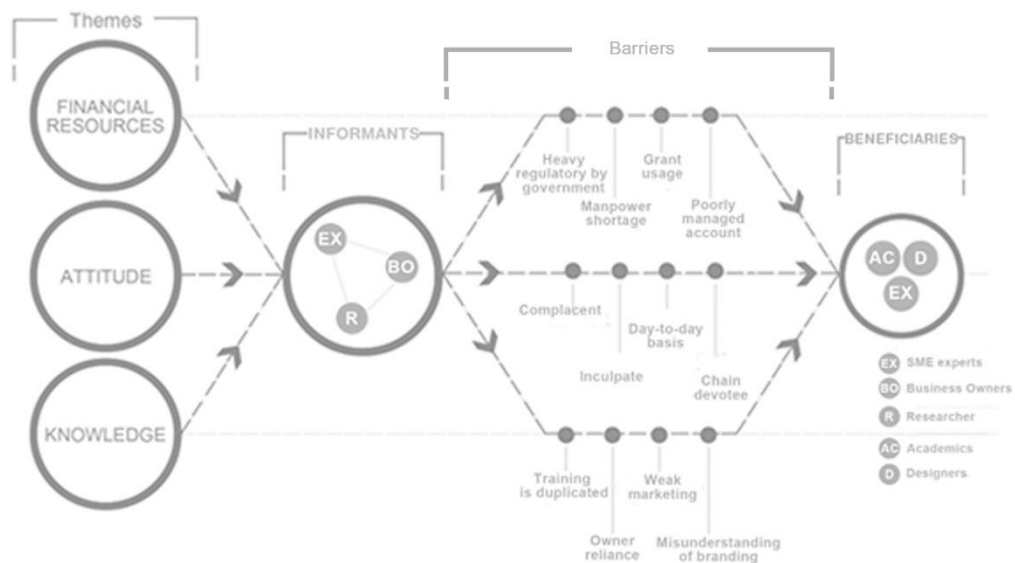 Themes
FINANCIAL
RESOURCES
ATTITUDE
KNOWLEDGE
INFORMANTS
EX
BO
R
Barriers
Heavy
regulatory by
government
Manpower
shortage
Grant
usage
Poorly
managed
account
Complacent
Inculpate
Day-to-day
basis
Chain
devotee
Training
is duplicated
Owner
reliance
Weak
marketing
Misunderstanding
of branding
BENEFICIARIES
AC
D
EX
EX SME experts
BO Business Owners
R Researcher
AC Academics
D Designers